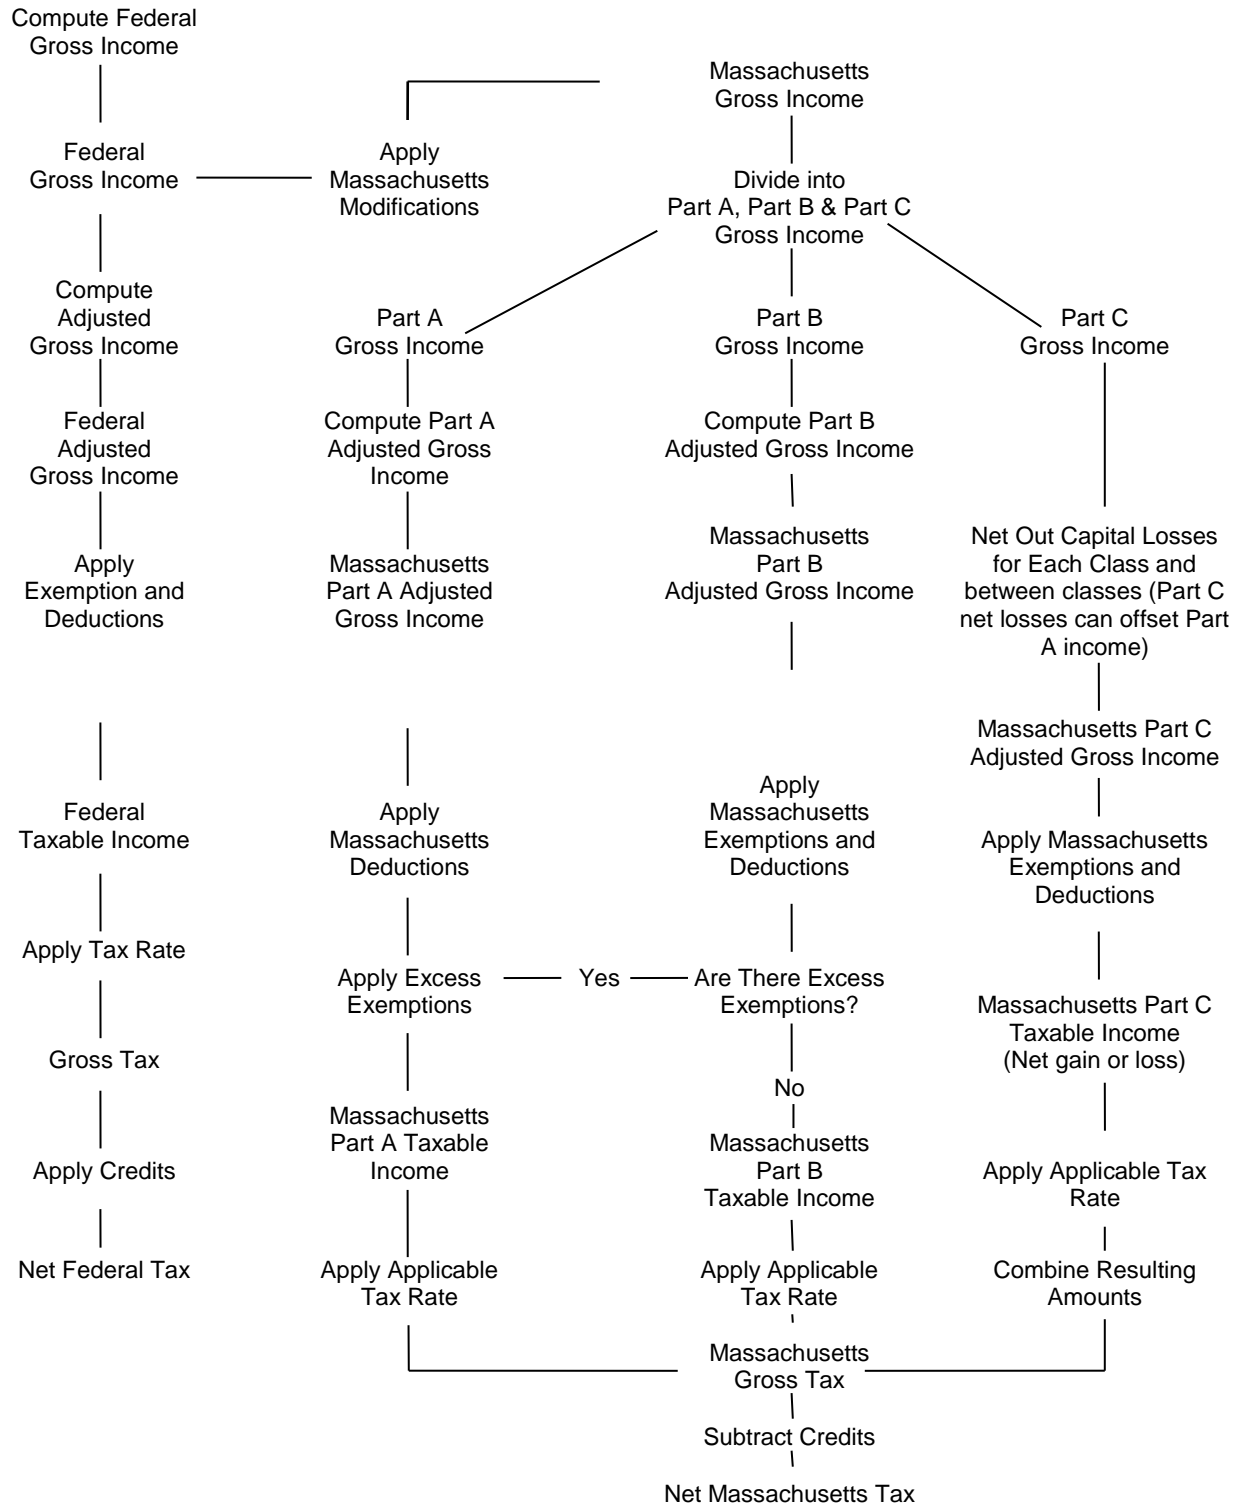 Compute Federal
Gross Income
Massachusetts
Gross Income
Federal
Gross Income
Apply
Massachusetts
Modifications
Divide into
Part A, Part B & Part C
Gross Income
Compute
Adjusted
Gross Income
Part A
Gross Income
Part B
Gross Income
Part C
Gross Income
Federal
Adjusted
Gross Income
Compute Part A
Adjusted Gross
Income
Compute Part B
Adjusted Gross Income
Apply
Exemption and
Deductions
Massachusetts
Part A Adjusted
Gross Income
Massachusetts
Part B
Adjusted Gross Income
Net Out Capital Losses
for Each Class and
between classes (Part C
net losses can offset Part
A income)
Massachusetts Part C
Adjusted Gross Income
Federal
Taxable Income
Apply
Massachusetts
Deductions
Apply
Massachusetts
Exemptions and
Deductions
Apply Massachusetts
Exemptions and
Deductions
Apply Tax Rate
Apply Excess
Exemptions
Yes
Are There Excess
Exemptions?
Massachusetts Part C
Taxable Income
(Net gain or loss)
Gross Tax
No
Massachusetts
Part A Taxable
Income
Massachusetts
Part B
Taxable Income
Apply Credits
Apply Applicable Tax
Rate
Net Federal Tax
Apply Applicable
Tax Rate
Apply Applicable
Tax Rate
Combine Resulting
Amounts
Massachusetts
Gross Tax
Subtract Credits
Net Massachusetts Tax